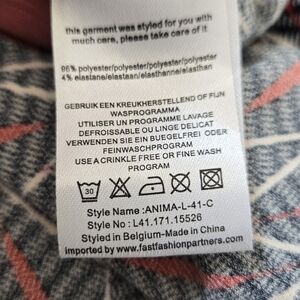 this garment was styled for you with
much care, please take care of it
96% polyester/polyester/polyester/polyester
4% elastane/elastaan/elasthanne/elasthan
GEBRUIK EEN KREUKHERSTELLEND OF FIJN
WASPROGRAMMA
UTILISER UN PROGRAMME LAVAGE
DEFROISSABLE OU LINGE DELICAT
VERWENDEN SIE EIN BUEGELFREI ODER
FEINWASCHPROGRAM
USE A CRINKLE FREE OR FINE WASH
PROGRAM
30
Style Name :ANIMA-L-41-C
Style No : L41.171.15526
Styled in Belgium-Made in China
imported by www.fastfashionpartners.com